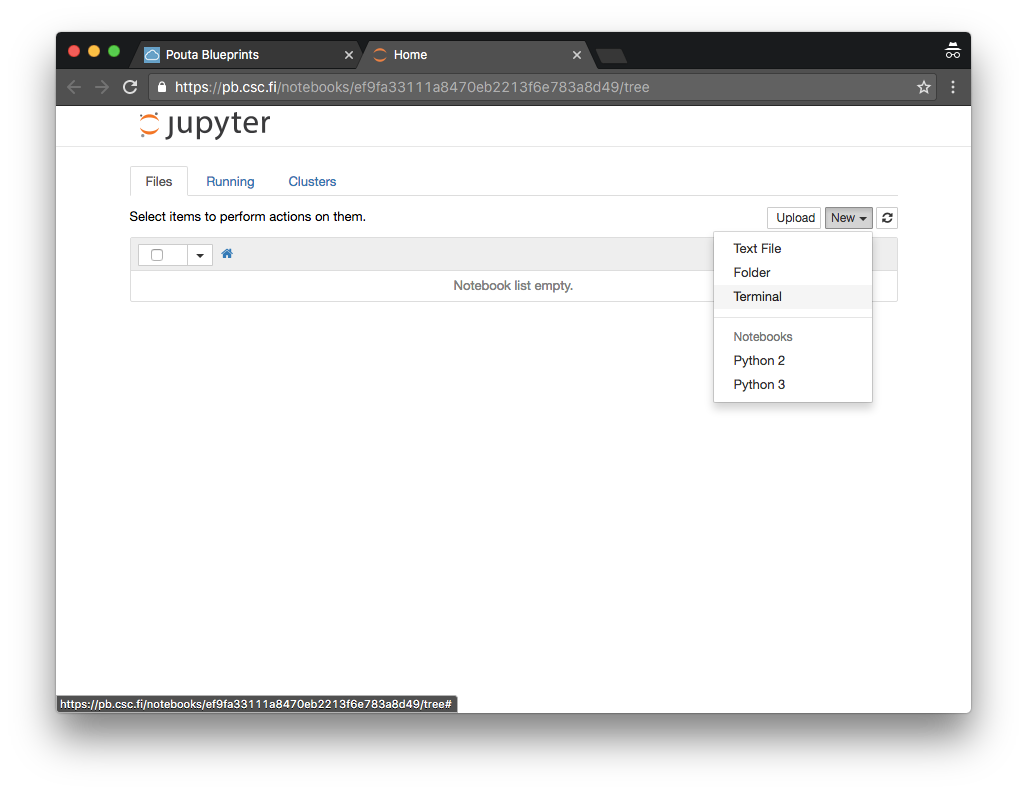 Pouta Blueprints
Home
https://pb.csc.fi/notebooks/ef9fa33111a8470eb2213f6e783a8d49/tree
jupyter
Files
Running
Clusters
Select items to perform actions on them.
Upload
New
Notebook list empty.
Text File
Folder
Terminal
Notebooks
Python 2
Python 3
https://pb.csc.fi/notebooks/ef9fa33111a8470eb2213f6e783a8d49/tree#